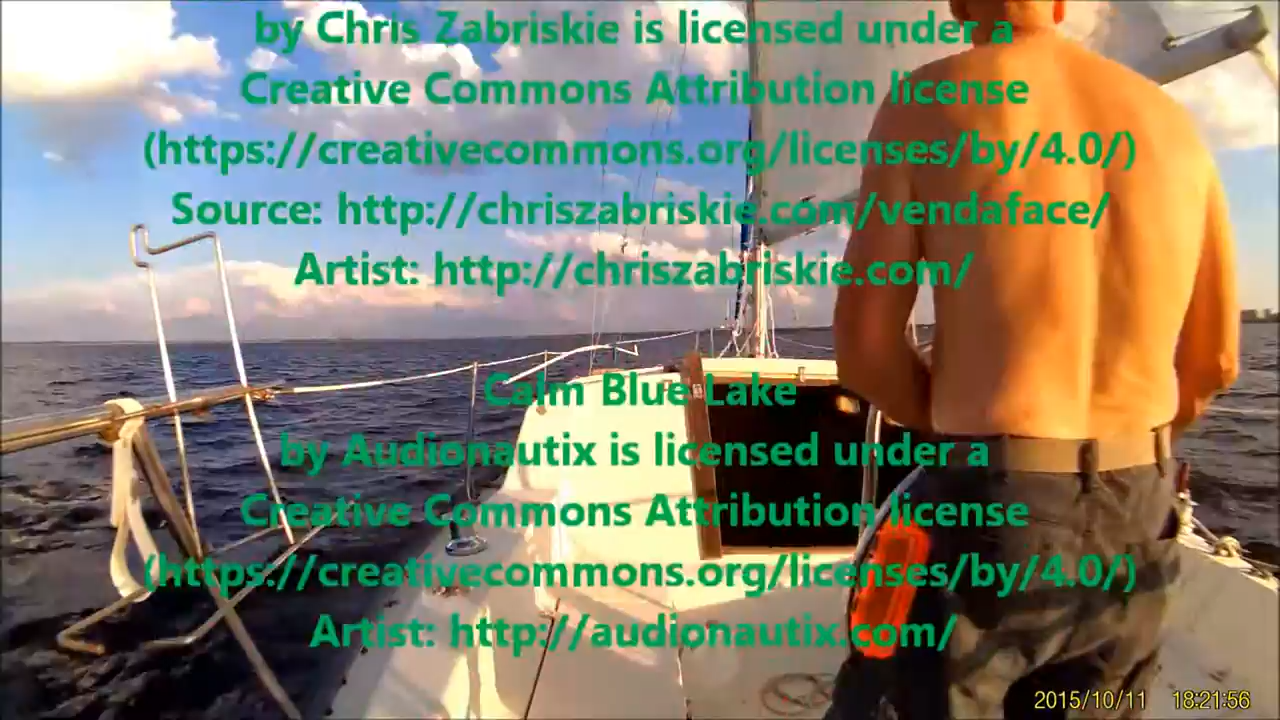 by Chris Zabriskie is licensed under a
Creative Commons Attribution license
(https://creativecommons.org/licenses/by/4.0/)
Source: http://chriszabriskie.com/vendaface/
Artist: http://chriszabriskie.com/
Calm Blue Lake
by Audionautix is licensed under a
Creative Commons Attribution license
(https://creativecommons.org/licenses/by/4.0/)
Artist: http://audionautix.com/
2015/10/11 18:21:56